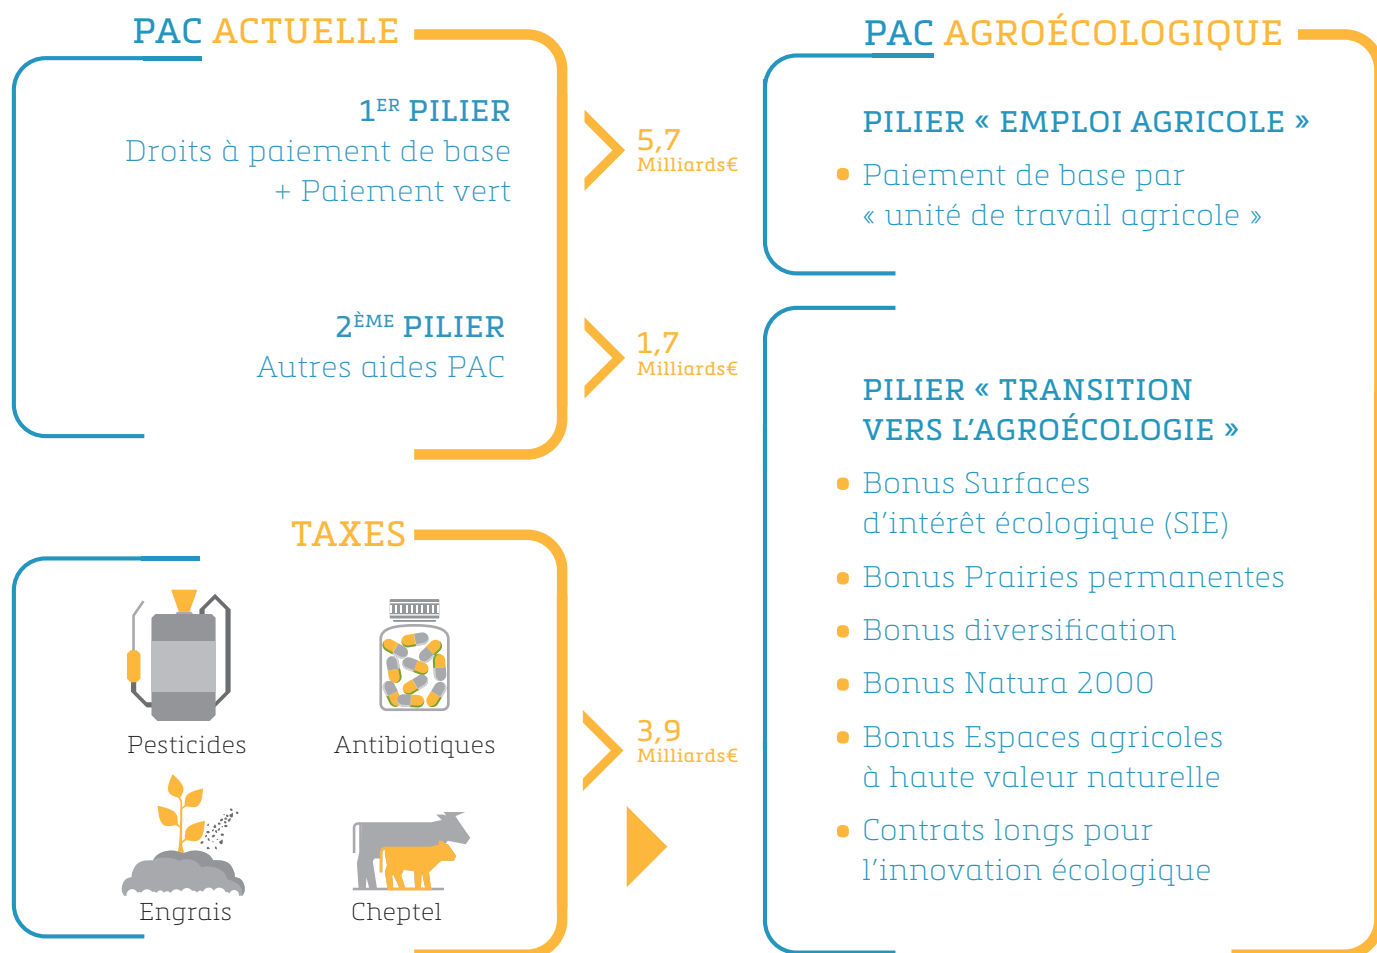 PAC ACTUELLE
1ER PILIER
Droits à paiement de base
+ Paiement vert
5,7
Milliards€
2ÈME PILIER
Autres aides PAC
1,7
Milliards€
TAXES
Pesticides
Antibiotiques
Engrais
Cheptel
3,9
Milliards€
PAC AGROÉCOLOGIQUE
PILIER « EMPLOI AGRICOLE »
• Paiement de base par
« unité de travail agricole »
PILIER « TRANSITION
VERS L'AGROÉCOLOGIE »
• Bonus Surfaces
d'intérêt écologique (SIE)
• Bonus Prairies permanentes
• Bonus diversification
• Bonus Natura 2000
• Bonus Espaces agricoles
à haute valeur naturelle
• Contrats longs pour
l'innovation écologique